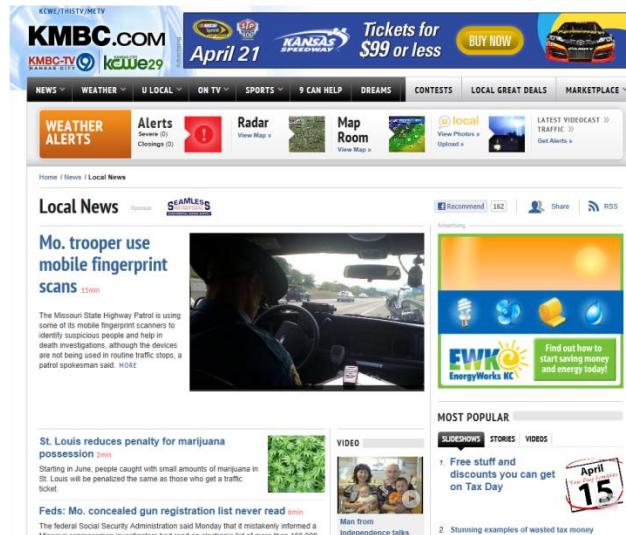 KCWE/THISTV/METV
KMBC.COM
KMBC-TV 9
KANSAS CITY
kcwe29
April 21
KANSAS
SPEEDWAY
Tickets for
$99 or less
BUY NOW
NEWS WEATHER U LOCAL ON TV SPORTS 9 CAN HELP DREAMS CONTESTS LOCAL GREAT DEALS MARKETPLACE
WEATHER
ALERTS
Alerts
Severe (0)
Closings (0)
Radar
View Map »
Map
Room
View Map »
u local
View Photos »
Upload »
LATEST VIDEOCAST »
TRAFFIC »
Get Alerts »
Home / News / Local News
Local News
Sponsor
SEAMLESS
Recommend 162
Share
RSS
Advertising
Mo. trooper use
mobile fingerprint
scans 15min
The Missouri State Highway Patrol is using
some of its mobile fingerprint scanners to
identify suspicious people and help in
death investigations, although the devices
are not being used in routine traffic stops, a
patrol spokesman said. MORE
EWKC
EnergyWorks KC
Find out how to
start saving money
and energy today!
MOST POPULAR
SLIDESHOWS STORIES VIDEOS
1. Free stuff and
discounts you can get
on Tax Day
April
15
2. Stunning examples of wasted tax money
St. Louis reduces penalty for marijuana
possession 2min
Starting in June, people caught with small amounts of marijuana in
St. Louis will be penalized the same as those who get a traffic
ticket.
Feds: Mo. concealed gun registration list never read 6min
The federal Social Security Administration said Monday that it mistakenly informed a
VIDEO
Man from
Independence talks